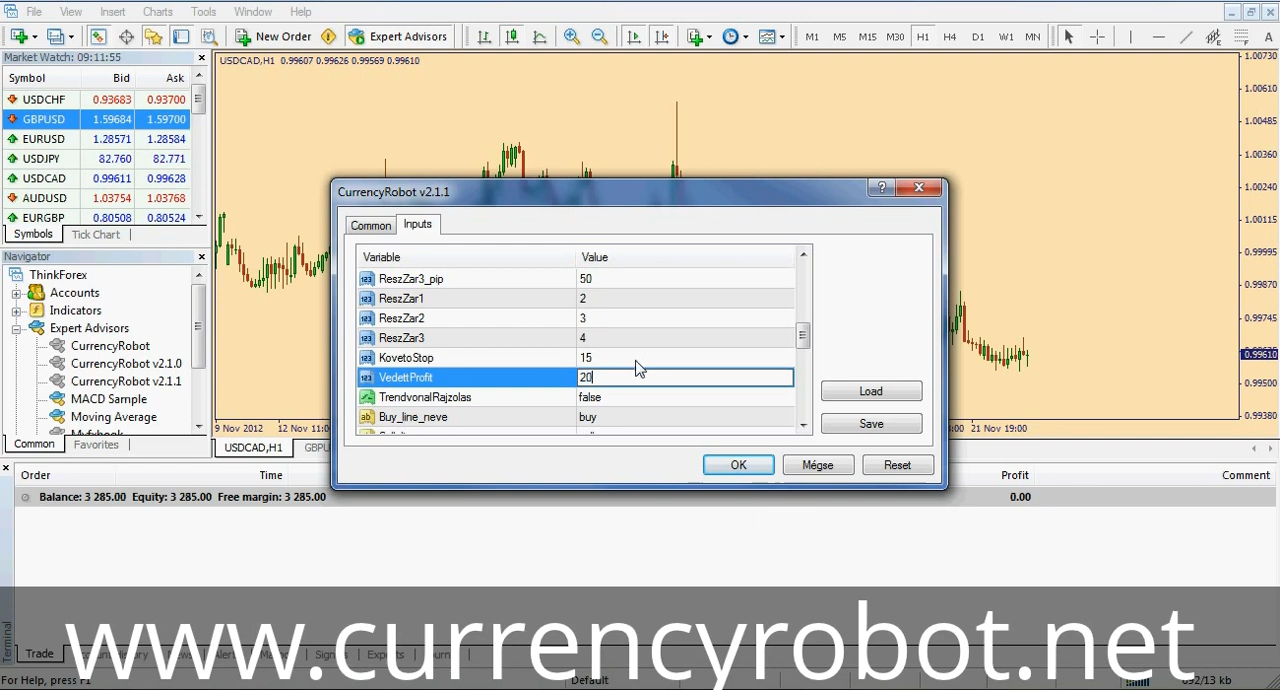 File View Insert Charts Tools Window Help
New Order Expert Advisors M1 M5 M15 M30 H1 H4 D1 W1 MN A
Market Watch: 09:11:55
Symbol Bid Ask
USDCHF 0.93683 0.93700
GBPUSD 1.59684 1.59700
EURUSD 1.28571 1.28584
USDJPY 82.760 82.771
USDCAD 0.99611 0.99628
AUDUSD 1.03754 1.03768
EURGBP 0.80508 0.80524
Symbols Tick Chart
Navigator
ThinkForex
Accounts
Indicators
Expert Advisors
CurrencyRobot
CurrencyRobot v2.1.0
CurrencyRobot v2.1.1
MACD Sample
Moving Average
Common Favorites
USDCAD,H1 0.99607 0.99626 0.99569 0.99610
1.00730
1.00610
1.00485
1.00360
1.00240
1.00115
0.99995
0.99870
0.99745
0.99610
0.99500
0.99380
9 Nov 2012 12 Nov 11:00
21 Nov 19:00
USDCAD,H1
CurrencyRobot v2.1.1
Common Inputs
Variable Value
ReszZar3_pip 50
ReszZar1 2
ReszZar2 3
ReszZar3 4
KovetoStop 15
VedettProfit 20
TrendvonalRajzolas false
Buy_line_neve buy
Load
Save
OK Mégse Reset
Order Time Profit Comment
Balance: 3 285.00 Equity: 3 285.00 Free margin: 3 285.00 0.00
www.currencyrobot.net
Terminal
Trade
For Help, press F1 Default